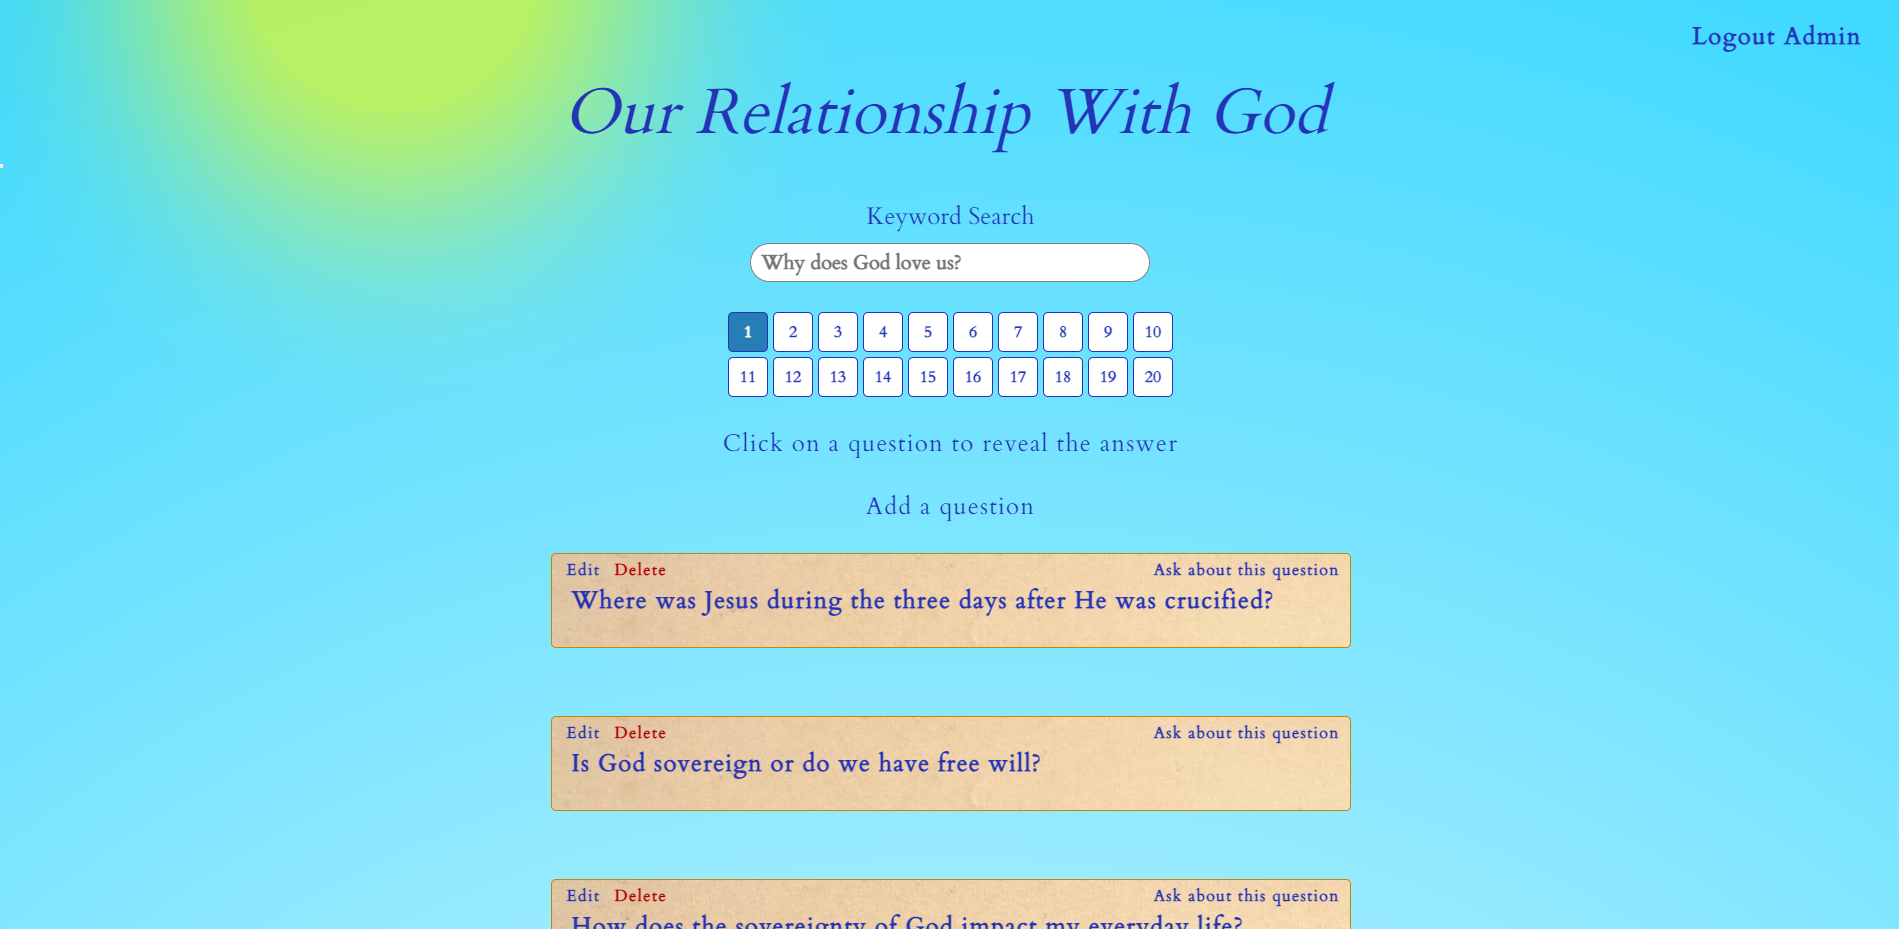 Logout Admin
Our Relationship With God
Keyword Search
Why does God love us?
1 2 3 4 5 6 7 8 9 10
11 12 13 14 15 16 17 18 19 20
Click on a question to reveal the answer
Add a question
Edit Delete Ask about this question
Where was Jesus during the three days after He was crucified?
Edit Delete Ask about this question
Is God sovereign or do we have free will?
Edit Delete Ask about this question
How does the sovereignty of God impact my everyday life?